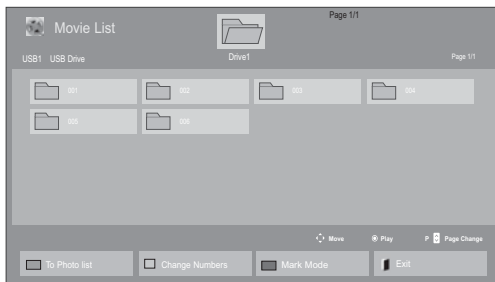 Movie List
Page 1/1
USB1 USB Drive
Drive1
Page 1/1
001
002
003
004
005
006
Move
Play
P
Page Change
To Photo list
Change Numbers
Mark Mode
Exit